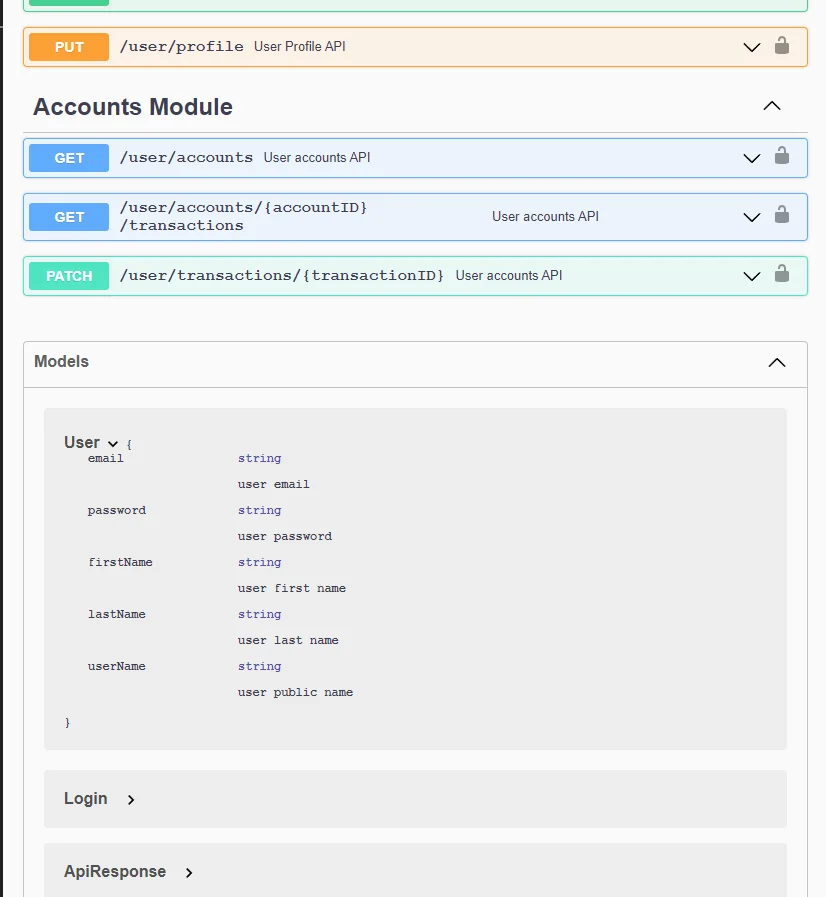 PUT /user/profile User Profile API
Accounts Module
GET /user/accounts User accounts API
GET /user/accounts/{accountID}
/transactions User accounts API
PATCH /user/transactions/{transactionID} User accounts API
Models
User {
email string
user email
password string
user password
firstName string
user first name
lastName string
user last name
userName string
user public name
}
Login
ApiResponse